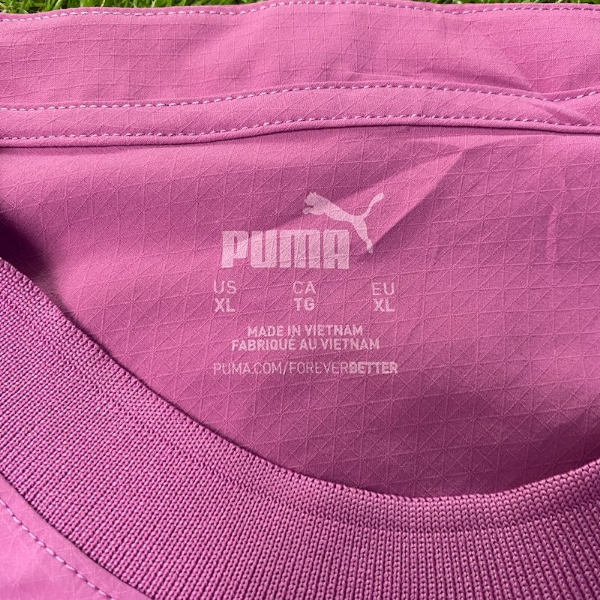 PUMA
US CA EU
XL TG XL
MADE IN VIETNAM
FABRIQUÉ AU VIETNAM
PUMA.COM/FOREVERBETTER